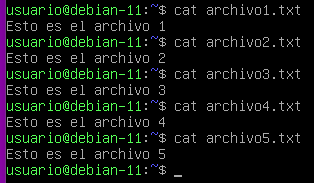 usuario@debian-11:~$ cat archivo1.txt
Esto es el archivo 1
usuario@debian-11:~$ cat archivo2.txt
Esto es el archivo 2
usuario@debian-11:~$ cat archivo3.txt
Esto es el archivo 3
usuario@debian-11:~$ cat archivo4.txt
Esto es el archivo 4
usuario@debian-11:~$ cat archivo5.txt
Esto es el archivo 5
usuario@debian-11:~$ _